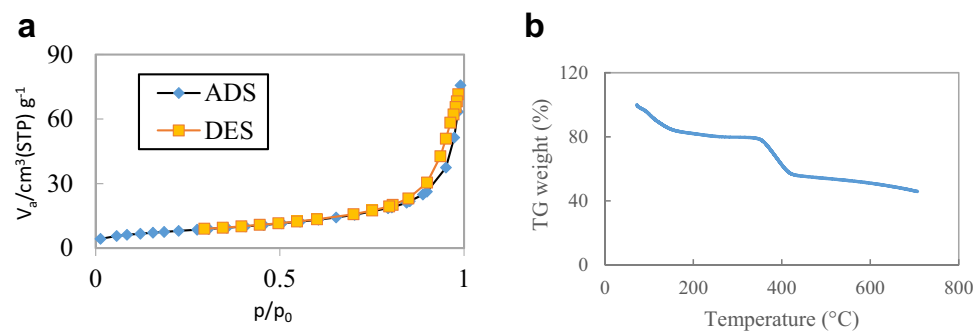 a
90
60
30
0
0
0.5
1
Vₐ/cm³(STP) g⁻¹
p/p₀
ADS
DES
b
120
80
40
0
0
200
400
600
800
TG weight (%)
Temperature (°C)